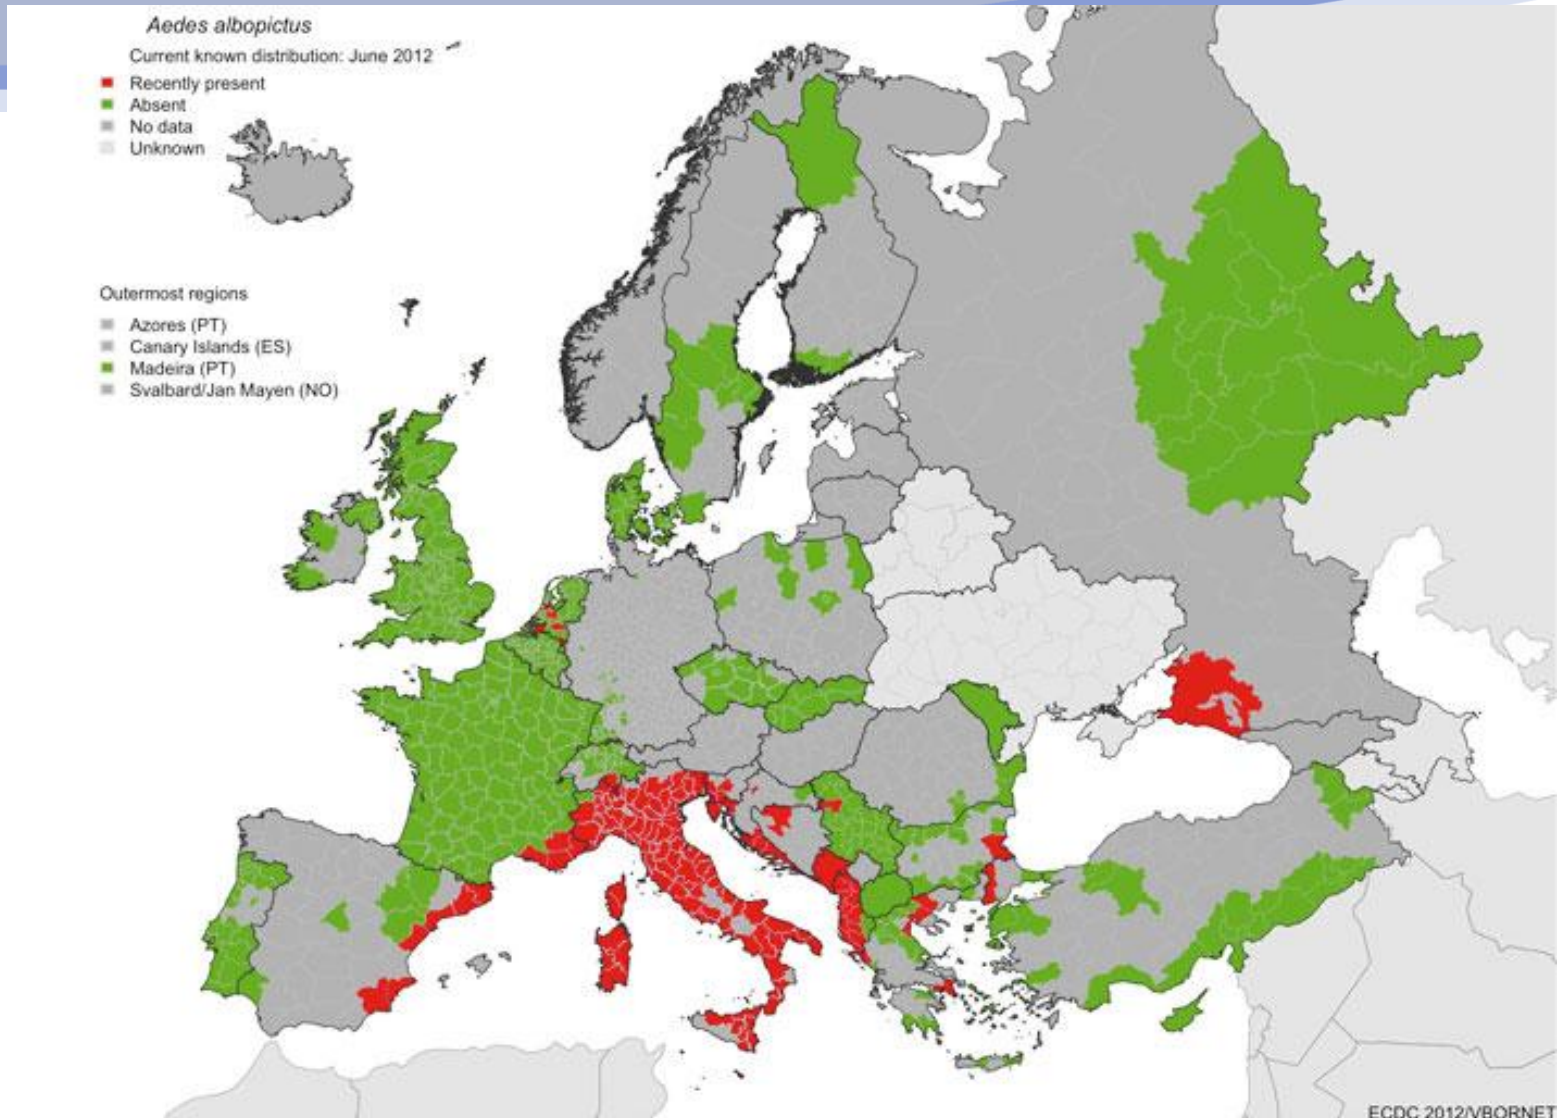 Aedes albopictus
Current known distribution: June 2012
Recently present
Absent
No data
Unknown
Outermost regions
Azores (PT)
Canary Islands (ES)
Madeira (PT)
Svalbard/Jan Mayen (NO)
ECDC 2012/VBORNET